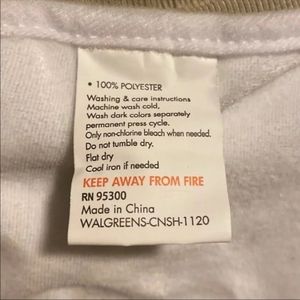 • 100% POLYESTER
Washing & care instructions
Machine wash cold,
Wash dark colors separately
permanent press cycle.
Only non-chlorine bleach when needed.
Do not tumble dry.
Flat dry
Cool iron if needed
KEEP AWAY FROM FIRE
RN 95300
Made in China
WALGREENS-CNSH-1120